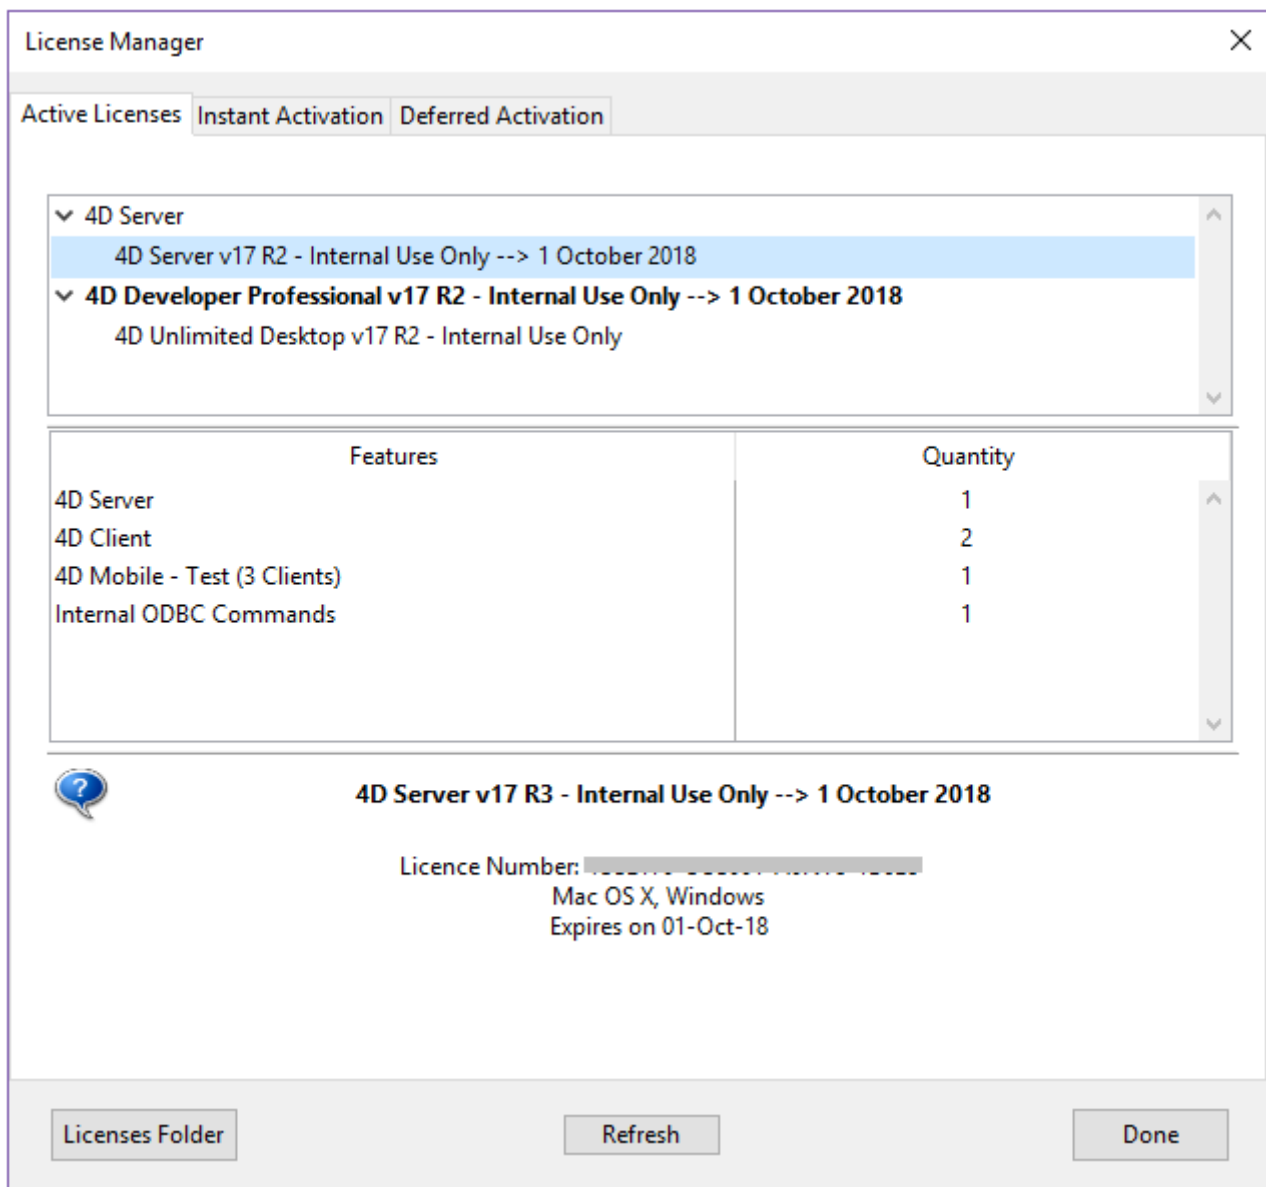 License Manager
Active Licenses Instant Activation Deferred Activation
4D Server
4D Server v17 R2 - Internal Use Only --> 1 October 2018
4D Developer Professional v17 R2 - Internal Use Only --> 1 October 2018
4D Unlimited Desktop v17 R2 - Internal Use Only
Features Quantity
4D Server 1
4D Client 2
4D Mobile - Test (3 Clients) 1
Internal ODBC Commands 1
4D Server v17 R3 - Internal Use Only --> 1 October 2018
Licence Number:
Mac OS X, Windows
Expires on 01-Oct-18
Licenses Folder Refresh Done